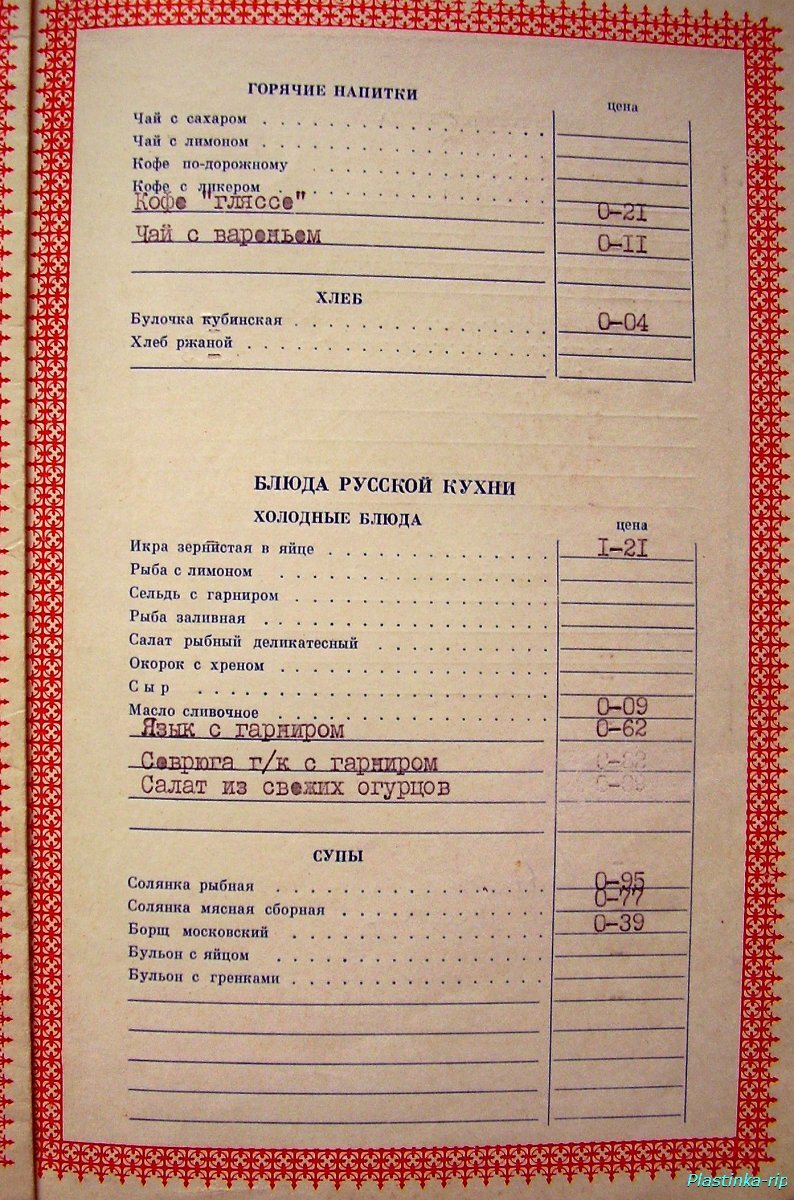 ГОРЯЧИЕ НАПИТКИ
цена
Чай с сахаром
Чай с лимоном
Кофе по-дорожному
Кофе с ликером
Кофе "гляссе" 0-21
Чай с вареньем 0-11
ХЛЕБ
Булочка кубинская 0-04
Хлеб ржаной
БЛЮДА РУССКОЙ КУХНИ
ХОЛОДНЫЕ БЛЮДА
цена
Икра зернистая в яйце I-2I
Рыба с лимоном
Сельдь с гарниром
Рыба заливная
Салат рыбный деликатесный
Окорок с хреном
Сыр
Масло сливочное 0-09
Язык с гарниром 0-62
Севрюга г/к с гарниром
Салат из свежих огурцов
СУПЫ
Солянка рыбная 0-95
Солянка мясная сборная 0-77
Борщ московский 0-39
Бульон с яйцом
Бульон с гренками
Plastinka-rip